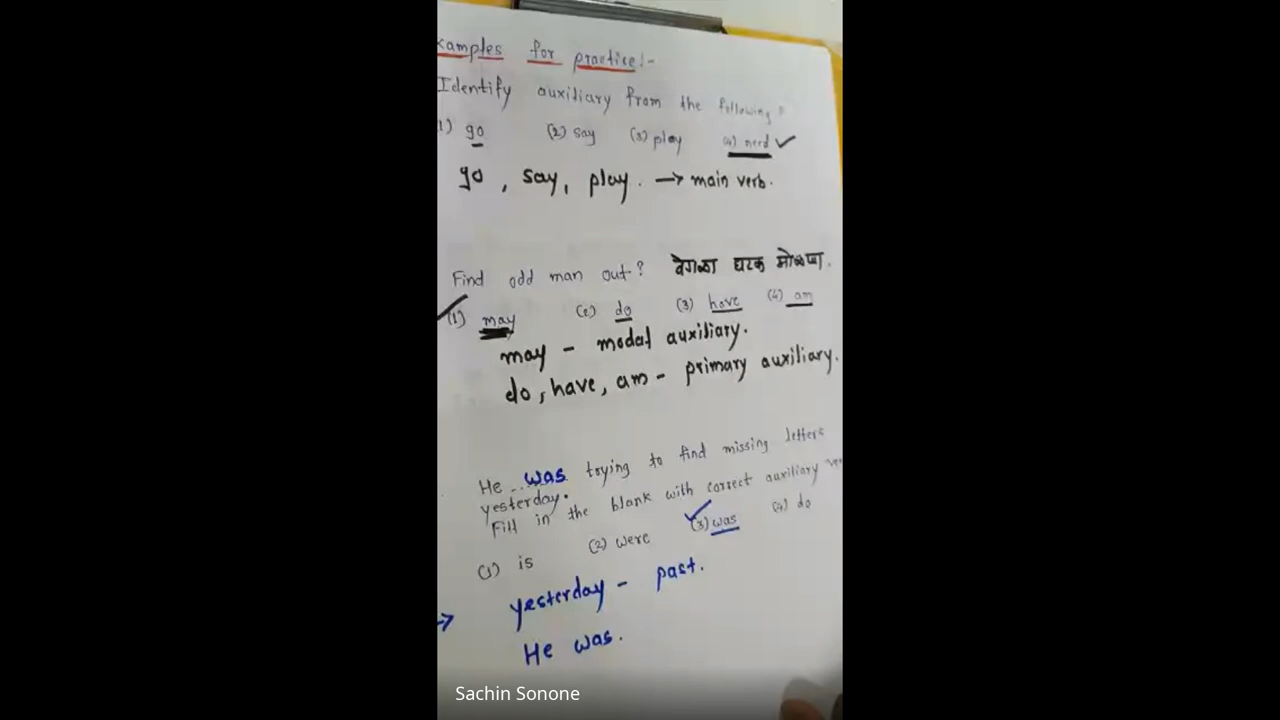 xamples for practice:-
Identify auxiliary from the following?
1) go (2) say (3) play (4) need ✓
go, say, play. → main verb.
Find odd man out? वेगळा घटक ओळखा.
(1) may (2) do (3) have (4) am
may - modal auxiliary.
do, have, am - primary auxiliary.
He ..was.. trying to find missing letters
yesterday.
Fill in the blank with correct auxiliary ve
(1) is (2) were (3) was (4) do
→ yesterday - past.
He was.
Sachin Sonone